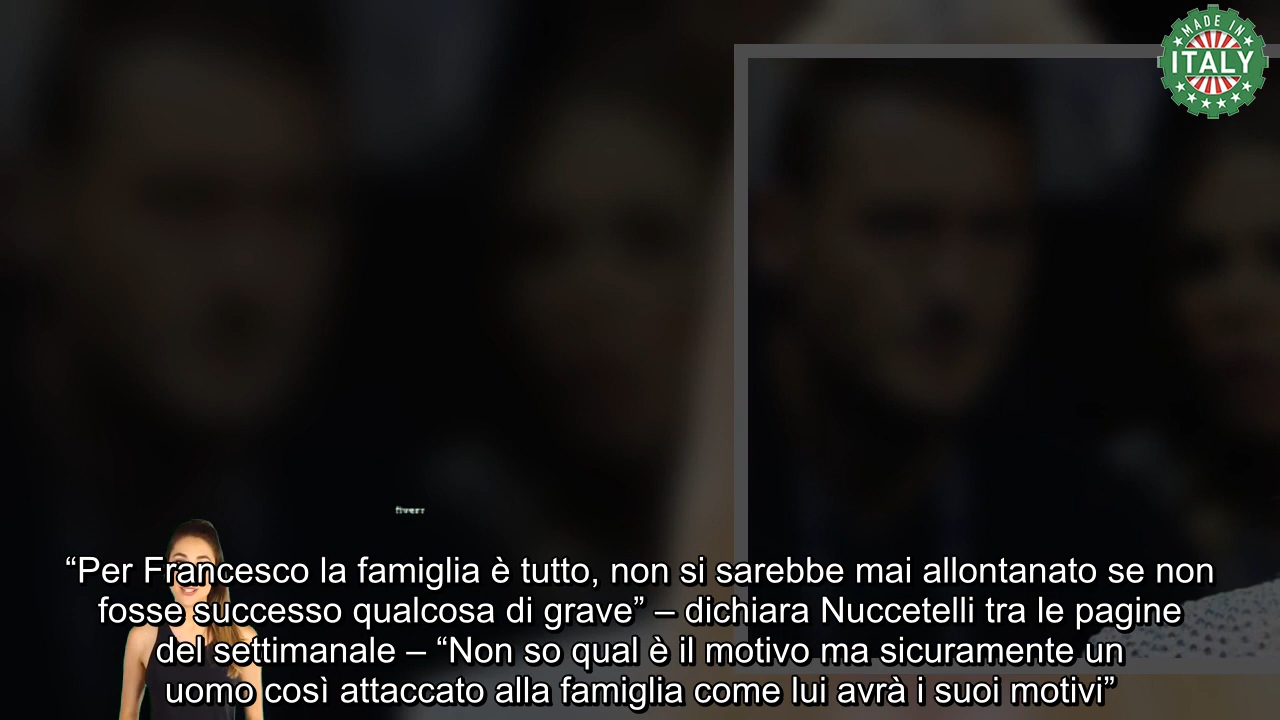 MADE IN
ITALY
fiverr
“Per Francesco la famiglia è tutto, non si sarebbe mai allontanato se non
fosse successo qualcosa di grave” – dichiara Nuccetelli tra le pagine
del settimanale – “Non so qual è il motivo ma sicuramente un
uomo così attaccato alla famiglia come lui avrà i suoi motivi”